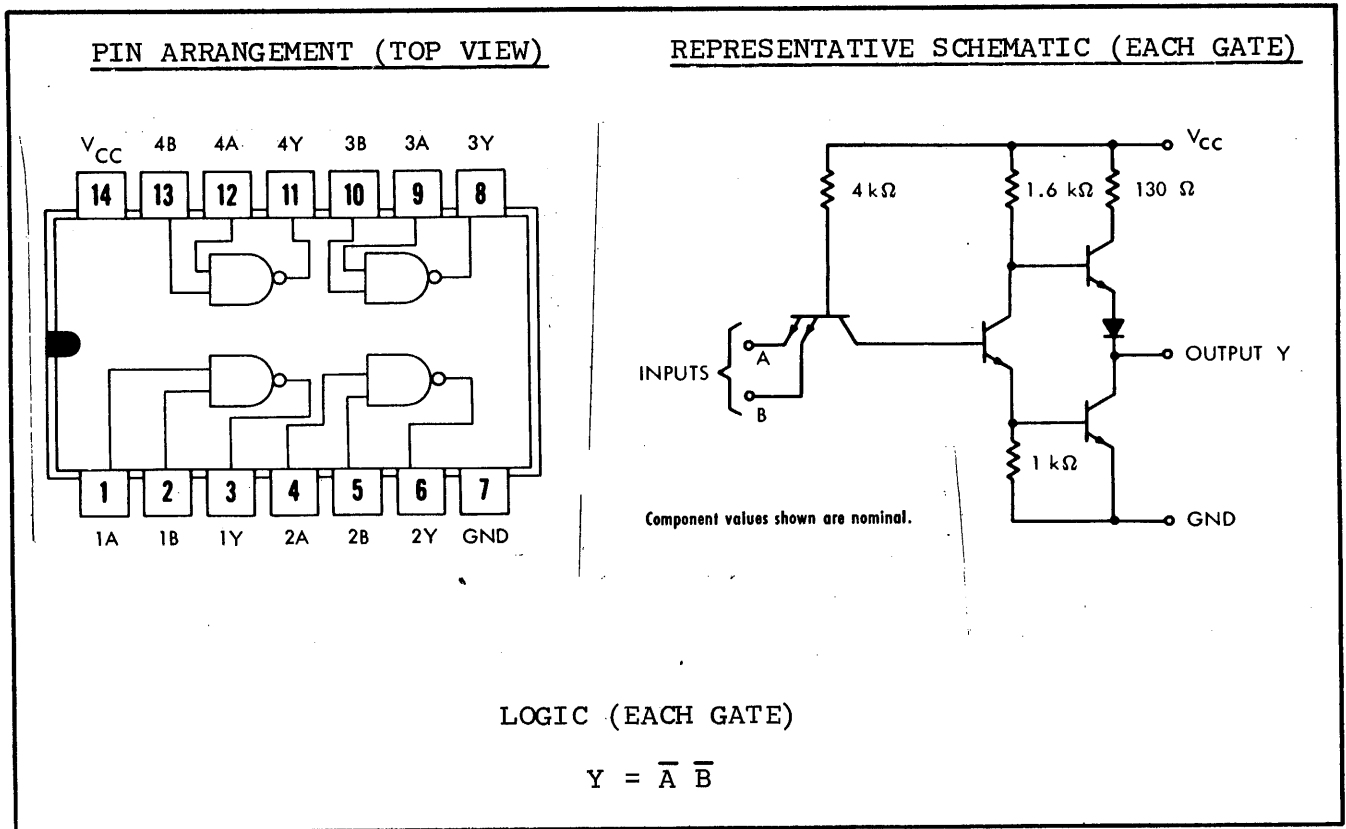 PIN ARRANGEMENT (TOP VIEW)
VCC 4B 4A 4Y 3B 3A 3Y
14 13 12 11 10 9 8
1 2 3 4 5 6 7
1A 1B 1Y 2A 2B 2Y GND
REPRESENTATIVE SCHEMATIC (EACH GATE)
VCC
4 kΩ
1.6 kΩ
130 Ω
INPUTS
A
B
OUTPUT Y
1 kΩ
GND
Component values shown are nominal.
LOGIC (EACH GATE)
Y = A̅ B̅